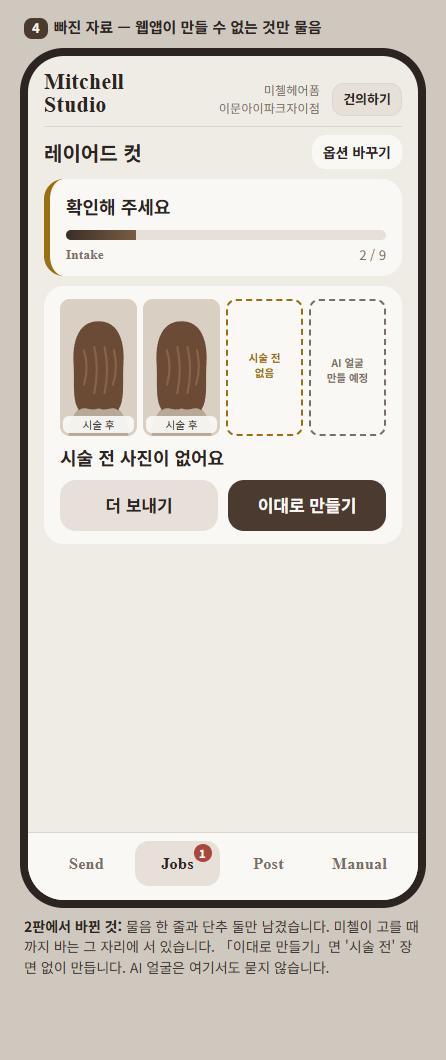 4 빠진 자료 — 웹앱이 만들 수 없는 것만 물음
Mitchell
Studio
미첼헤어폼
이문아이파크자이점
건의하기
레이어드 컷
옵션 바꾸기
확인해 주세요
Intake
2 / 9
시술 후
시술 후
시술 전
없음
AI 얼굴
만들 예정
시술 전 사진이 없어요
더 보내기
이대로 만들기
Send
Jobs
1
Post
Manual
2판에서 바뀐 것: 물음 한 줄과 단추 둘만 남겼습니다. 미첼이 고를 때
까지 바는 그 자리에 서 있습니다. 「이대로 만들기」면 '시술 전' 장
면 없이 만듭니다. AI 얼굴은 여기서도 묻지 않습니다.